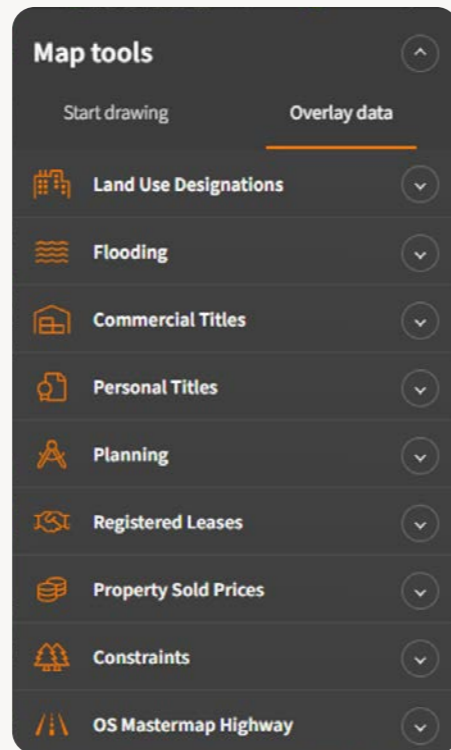 Map tools
Start drawing Overlay data
Land Use Designations
Flooding
Commercial Titles
Personal Titles
Planning
Registered Leases
Property Sold Prices
Constraints
OS Mastermap Highway